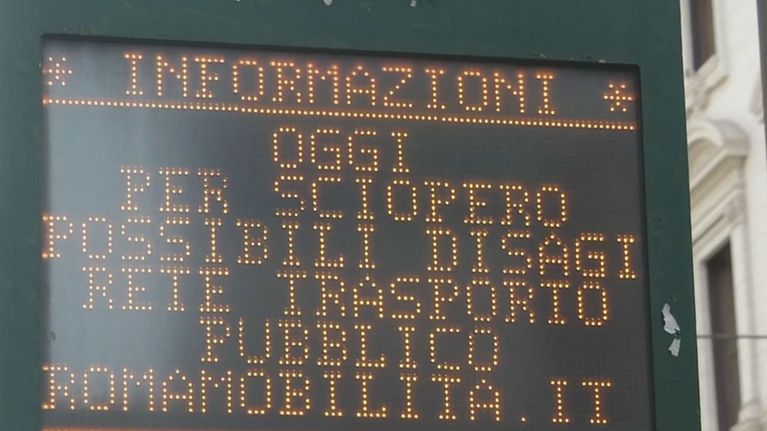 * INFORMAZIONI *
OGGI
PER SCIOPERO
POSSIBILI DISAGI
RETE TRASPORTO
PUBBLICO
ROMAMOBILITA.IT